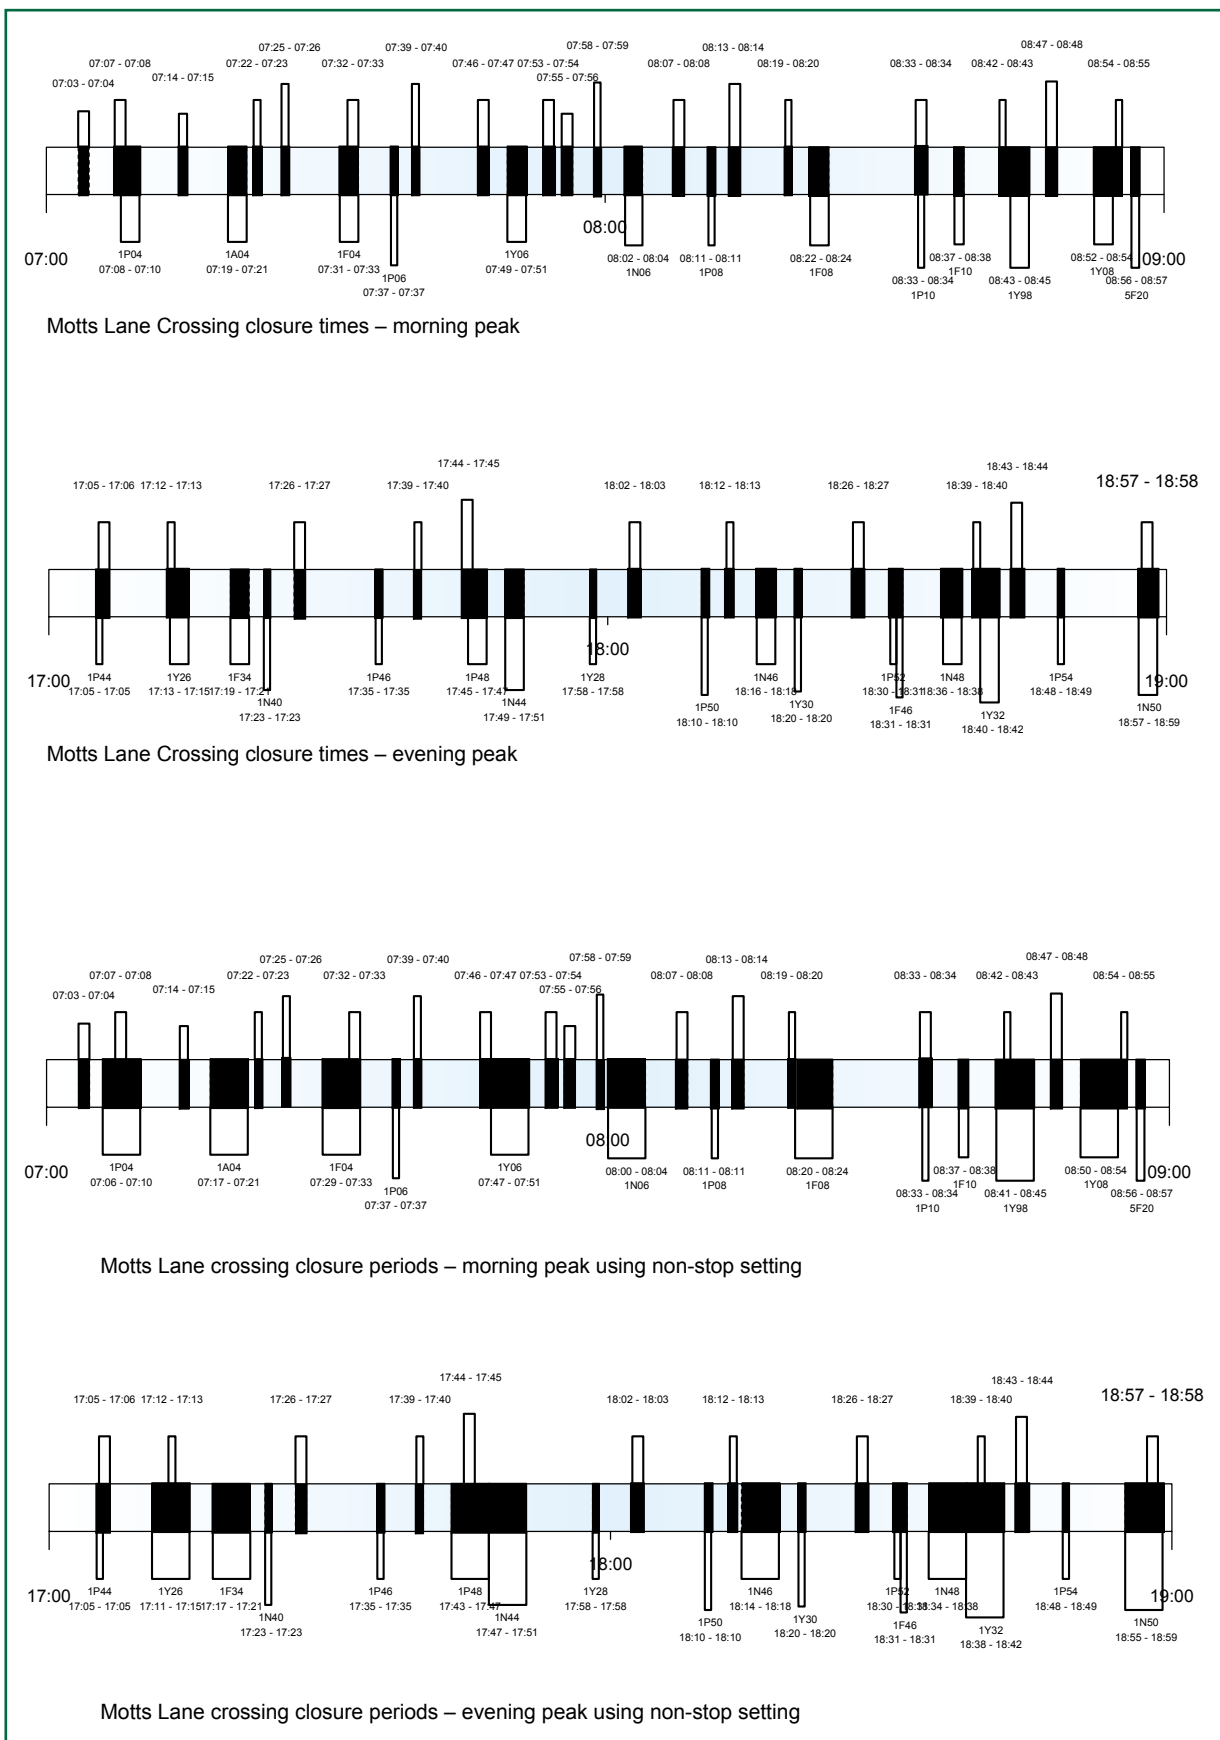 07:58 - 07:59
08:47 - 08:48
07:25 - 07:26
07:39 - 07:40
08:13 - 08:14
07:07 - 07:08
07:22 - 07:23
07:32 - 07:33
07:46 - 07:47
07:53 - 07:54
08:07 - 08:08
08:19 - 08:20
08:33 - 08:34
08:42 - 08:43
08:54 - 08:55
07:03 - 07:04
07:14 - 07:15
07:55 - 07:56
07:00
08:00
09:00
1P04
07:08 - 07:10
1A04
07:19 - 07:21
1F04
07:31 - 07:33
1P06
07:37 - 07:37
1Y06
07:49 - 07:51
08:02 - 08:04
1N06
08:11 - 08:11
1P08
08:22 - 08:24
1F08
08:33 - 08:34
1P10
08:37 - 08:38
1F10
08:43 - 08:45
1Y98
08:52 - 08:54
1Y08
08:56 - 08:57
5F20
Motts Lane Crossing closure times – morning peak
17:44 - 17:45
18:43 - 18:44
17:05 - 17:06
17:12 - 17:13
17:26 - 17:27
17:39 - 17:40
18:02 - 18:03
18:12 - 18:13
18:26 - 18:27
18:39 - 18:40
18:57 - 18:58
17:00
18:00
19:00
1P44
17:05 - 17:05
1Y26
17:13 - 17:15
1F34
17:19 - 17:21
1N40
17:23 - 17:23
1P46
17:35 - 17:35
1P48
17:45 - 17:47
1N44
17:49 - 17:51
1Y28
17:58 - 17:58
1P50
18:10 - 18:10
1N46
18:16 - 18:18
1Y30
18:20 - 18:20
1P52
18:30 - 18:31
1F46
18:31 - 18:31
1N48
18:36 - 18:38
1Y32
18:40 - 18:42
1P54
18:48 - 18:49
1N50
18:57 - 18:59
Motts Lane Crossing closure times – evening peak
07:58 - 07:59
08:47 - 08:48
07:25 - 07:26
07:39 - 07:40
08:13 - 08:14
07:07 - 07:08
07:22 - 07:23
07:32 - 07:33
07:46 - 07:47
07:53 - 07:54
08:07 - 08:08
08:19 - 08:20
08:33 - 08:34
08:42 - 08:43
08:54 - 08:55
07:03 - 07:04
07:14 - 07:15
07:55 - 07:56
07:00
08:00
09:00
1P04
07:06 - 07:10
1A04
07:17 - 07:21
1F04
07:29 - 07:33
1P06
07:37 - 07:37
1Y06
07:47 - 07:51
08:00 - 08:04
1N06
08:11 - 08:11
1P08
08:20 - 08:24
1F08
08:33 - 08:34
1P10
08:37 - 08:38
1F10
08:41 - 08:45
1Y98
08:50 - 08:54
1Y08
08:56 - 08:57
5F20
Motts Lane crossing closure periods – morning peak using non-stop setting
17:44 - 17:45
18:43 - 18:44
17:05 - 17:06
17:12 - 17:13
17:26 - 17:27
17:39 - 17:40
18:02 - 18:03
18:12 - 18:13
18:26 - 18:27
18:39 - 18:40
18:57 - 18:58
17:00
18:00
19:00
1P44
17:05 - 17:05
1Y26
17:11 - 17:15
1F34
17:17 - 17:21
1N40
17:23 - 17:23
1P46
17:35 - 17:35
1P48
17:43 - 17:47
1N44
17:47 - 17:51
1Y28
17:58 - 17:58
1P50
18:10 - 18:10
1N46
18:14 - 18:18
1Y30
18:20 - 18:20
1P52
18:30 - 18:31
1F46
18:31 - 18:31
1N48
18:34 - 18:38
1Y32
18:38 - 18:42
1P54
18:48 - 18:49
1N50
18:55 - 18:59
Motts Lane crossing closure periods – evening peak using non-stop setting